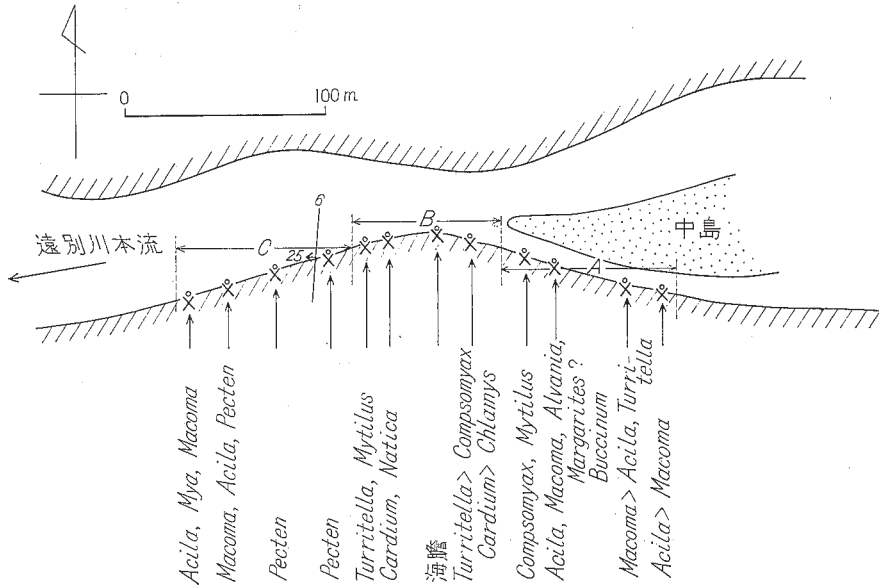 0
100 m
中島
遠別川本流
6
25
C
B
A
Acila, Mya, Macoma
Macoma, Acila, Pecten
Pecten
Pecten
Turritella, Mytilus
Cardium, Natica
海膽
Turritella > Compsomyax
Cardium > Chlamys
Compsomyax, Mytilus
Acila, Macoma, Alvania,
Margarites ?
Buccinum
Macoma > Acila, Turri-
tella
Acila > Macoma